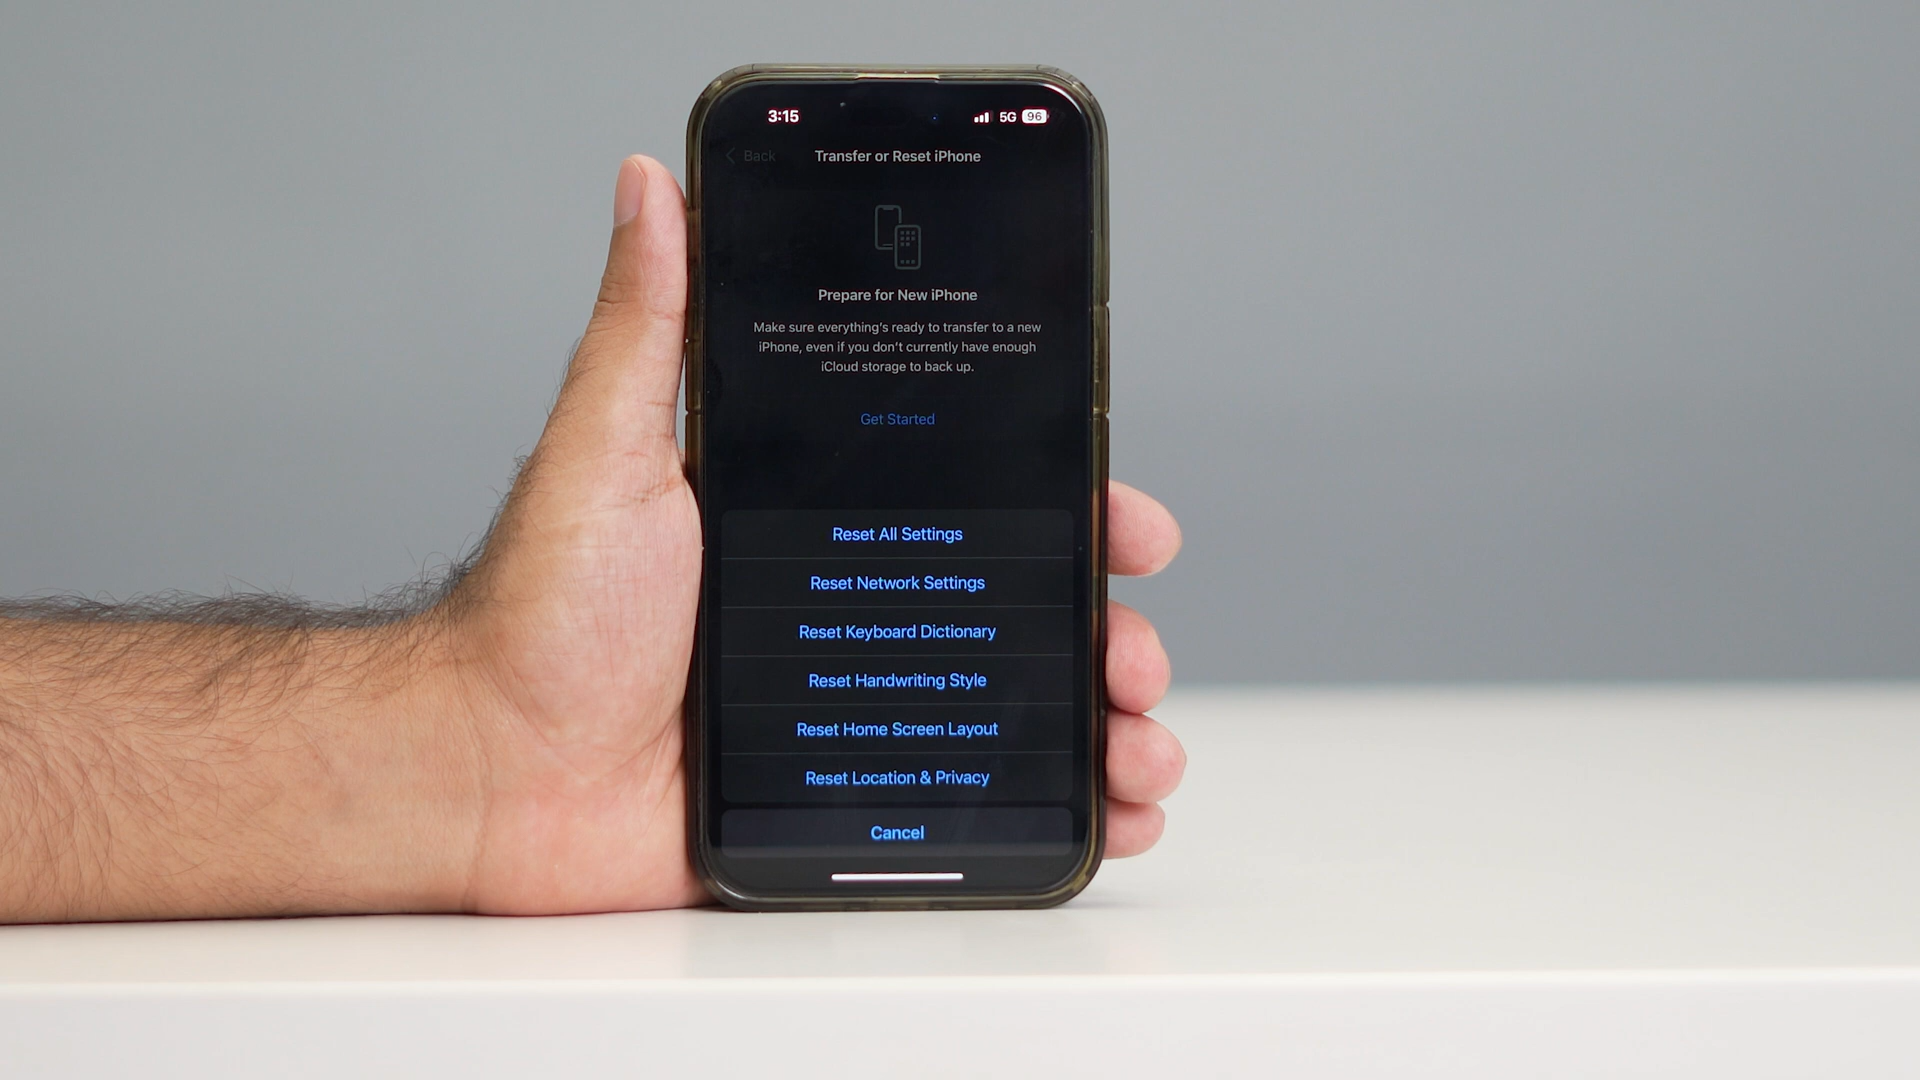 3:15
5G 96
Back
Transfer or Reset iPhone
Prepare for New iPhone
Make sure everything's ready to transfer to a new
iPhone, even if you don't currently have enough
iCloud storage to back up.
Get Started
Reset All Settings
Reset Network Settings
Reset Keyboard Dictionary
Reset Handwriting Style
Reset Home Screen Layout
Reset Location & Privacy
Cancel